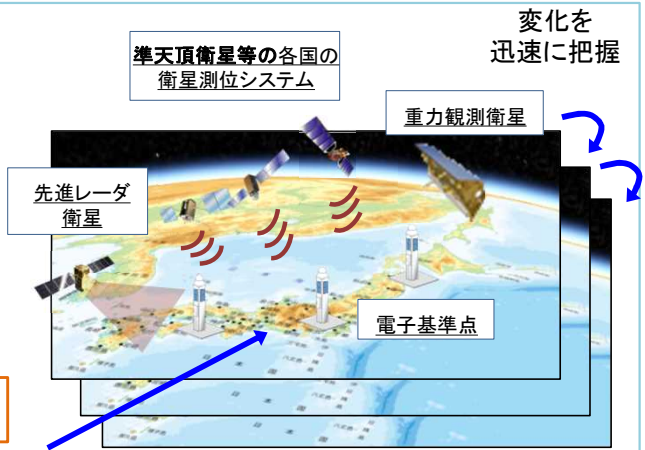 変化を
迅速に把握
準天頂衛星等の各国の
衛星測位システム
重力観測衛星
先進レーダ
衛星
電子基準点